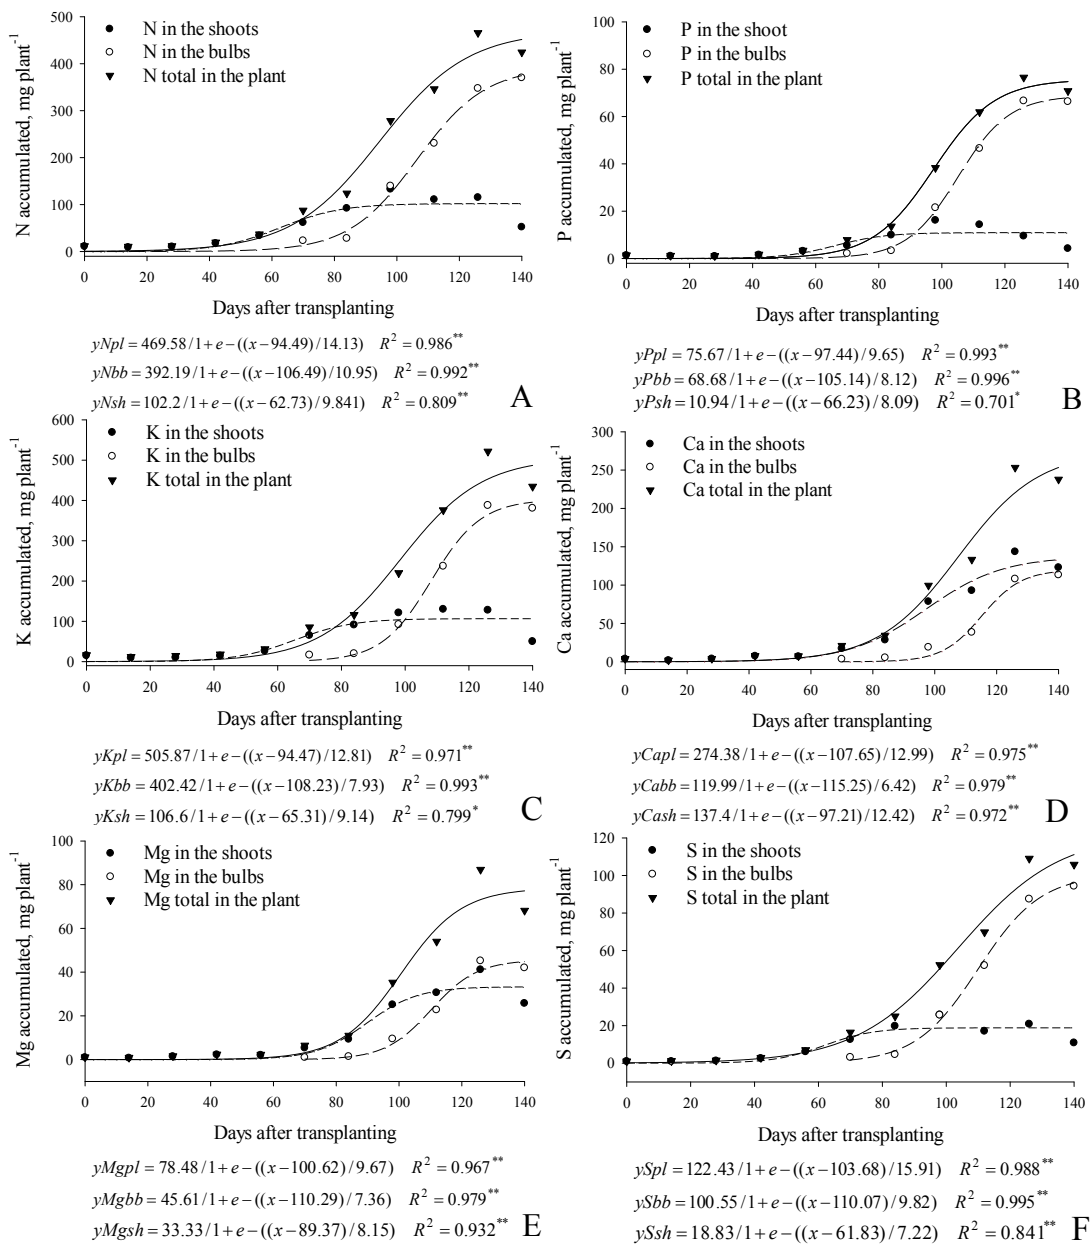 N accumulated, mg plant-1
500
400
300
200
100
0
N in the shoots
N in the bulbs
N total in the plant
0 20 40 60 80 100 120 140
Days after transplanting
yNpl = 469.58/1+e−((x−94.49)/14.13) R2 = 0.986**
yNbb = 392.19/1+e−((x−106.49)/10.95) R2 = 0.992**
yNsh = 102.2/1+e−((x−62.73)/9.841) R2 = 0.809**
A
P accumulated, mg plant-1
100
80
60
40
20
0
P in the shoot
P in the bulbs
P total in the plant
0 20 40 60 80 100 120 140
Days after transplanting
yPpl = 75.67/1+e−((x−97.44)/9.65) R2 = 0.993**
yPbb = 68.68/1+e−((x−105.14)/8.12) R2 = 0.996**
yPsh = 10.94/1+e−((x−66.23)/8.09) R2 = 0.701*
B
K accumulated, mg plant-1
600
500
400
300
200
100
0
K in the shoots
K in the bulbs
K total in the plant
0 20 40 60 80 100 120 140
Days after transplanting
yKpl = 505.87/1+e−((x−94.47)/12.81) R2 = 0.971**
yKbb = 402.42/1+e−((x−108.23)/7.93) R2 = 0.993**
yKsh = 106.6/1+e−((x−65.31)/9.14) R2 = 0.799*
C
Ca accumulated, mg plant-1
300
250
200
150
100
50
0
Ca in the shoots
Ca in the bulbs
Ca total in the plant
0 20 40 60 80 100 120 140
Days after transplanting
yCapl = 274.38/1+e−((x−107.65)/12.99) R2 = 0.975**
yCabb = 119.99/1+e−((x−115.25)/6.42) R2 = 0.979**
yCash = 137.4/1+e−((x−97.21)/12.42) R2 = 0.972**
D
Mg accumulated, mg plant-1
100
80
60
40
20
0
Mg in the shoots
Mg in the bulbs
Mg total in the plant
0 20 40 60 80 100 120 140
Days after transplanting
yMgpl = 78.48/1+e−((x−100.62)/9.67) R2 = 0.967**
yMgbb = 45.61/1+e−((x−110.29)/7.36) R2 = 0.979**
yMgsh = 33.33/1+e−((x−89.37)/8.15) R2 = 0.932**
E
S accumulated, mg plant-1
120
100
80
60
40
20
0
S in the shoots
S in the bulbs
S total in the plant
0 20 40 60 80 100 120 140
Days after transplanting
ySpl = 122.43/1+e−((x−103.68)/15.91) R2 = 0.988**
ySbb = 100.55/1+e−((x−110.07)/9.82) R2 = 0.995**
ySsh = 18.83/1+e−((x−61.83)/7.22) R2 = 0.841**
F